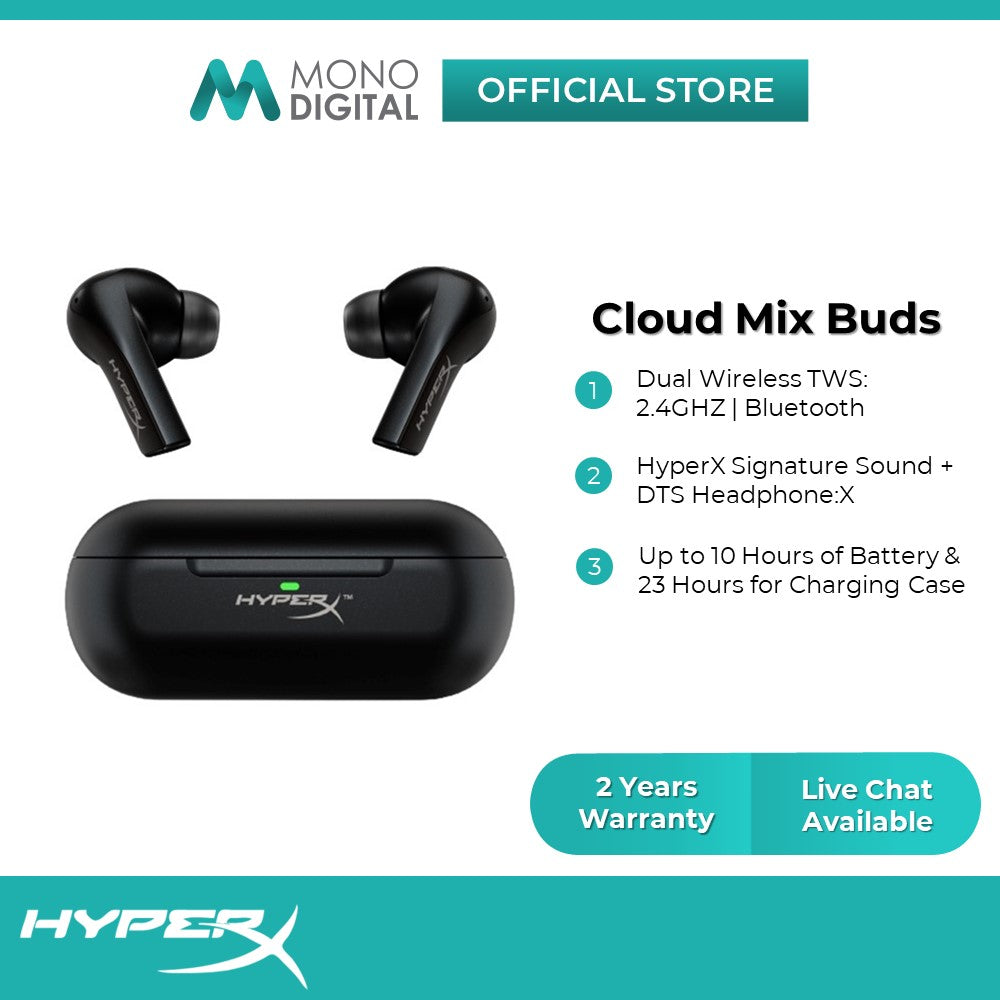 MONO
DIGITAL
OFFICIAL STORE
HYPERX
HYPERX
Cloud Mix Buds
1
Dual Wireless TWS:
2.4GHZ | Bluetooth
2
HyperX Signature Sound +
DTS Headphone:X
3
Up to 10 Hours of Battery &
23 Hours for Charging Case
HYPERX™
2 Years
Warranty
Live Chat
Available
HYPERX